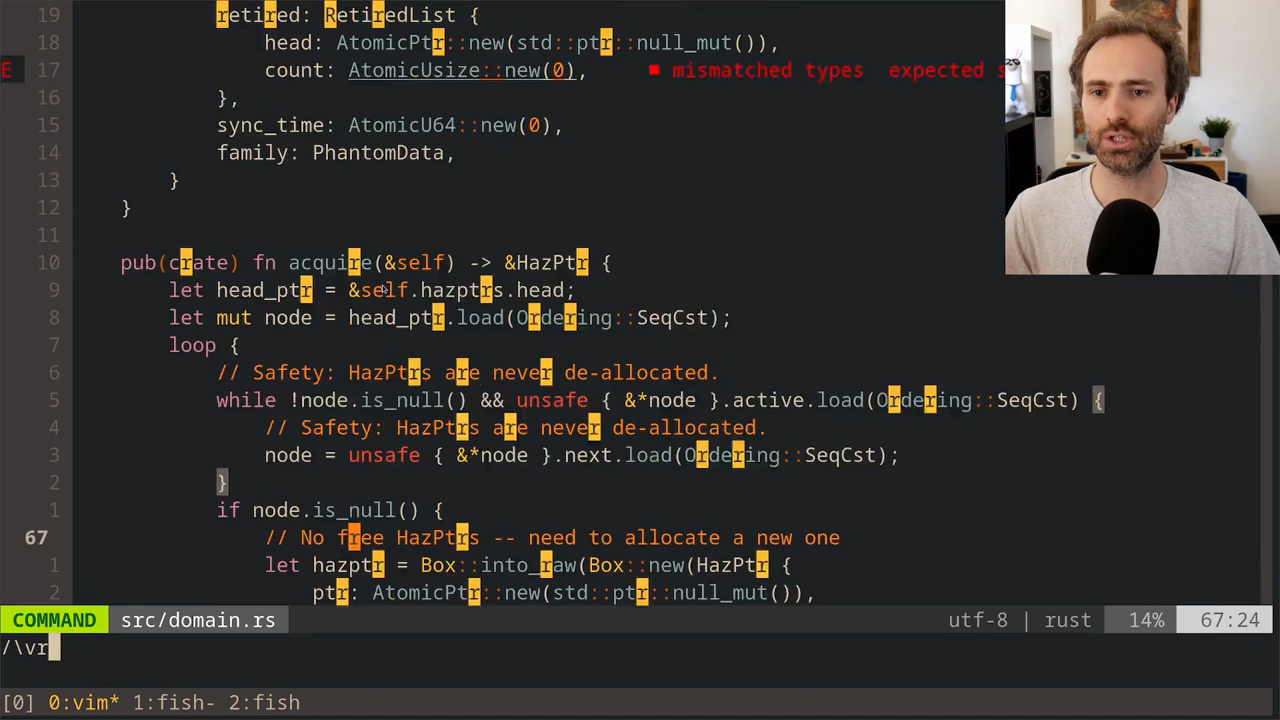 19 retired: RetiredList {
18 head: AtomicPtr::new(std::ptr::null_mut()),
E 17 count: AtomicUsize::new(0), ■ mismatched types expected s
16 },
15 sync_time: AtomicU64::new(0),
14 family: PhantomData,
13 }
12 }
11
10 pub(crate) fn acquire(&self) -> &HazPtr {
9 let head_ptr = &self.hazptrs.head;
8 let mut node = head_ptr.load(Ordering::SeqCst);
7 loop {
6 // Safety: HazPtrs are never de-allocated.
5 while !node.is_null() && unsafe { &*node }.active.load(Ordering::SeqCst) {
4 // Safety: HazPtrs are never de-allocated.
3 node = unsafe { &*node }.next.load(Ordering::SeqCst);
2 }
1 if node.is_null() {
67 // No free HazPtrs -- need to allocate a new one
1 let hazptr = Box::into_raw(Box::new(HazPtr {
2 ptr: AtomicPtr::new(std::ptr::null_mut()),
COMMAND src/domain.rs utf-8 | rust 14% 67:24
/\vr
[0] 0:vim* 1:fish- 2:fish